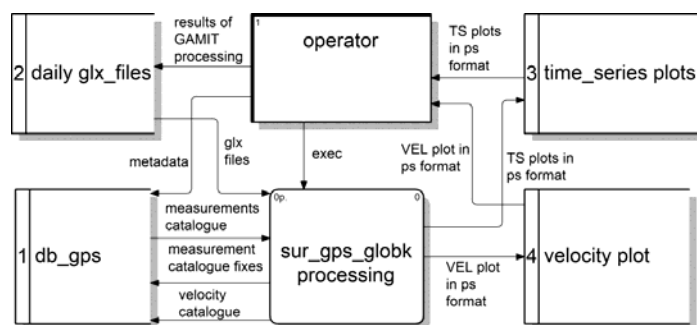 results of
GAMIT
processing
1
operator
TS plots
in ps
format
2 daily glx_files
3 time_series plots
metadata
glx
files
exec
VEL plot in
ps format
TS plots in
ps format
measurements
catalogue
measurement
catalogue fixes
velocity
catalogue
1 db_gps
0p.
0
sur_gps_globk
processing
VEL plot
in ps
format
4 velocity plot